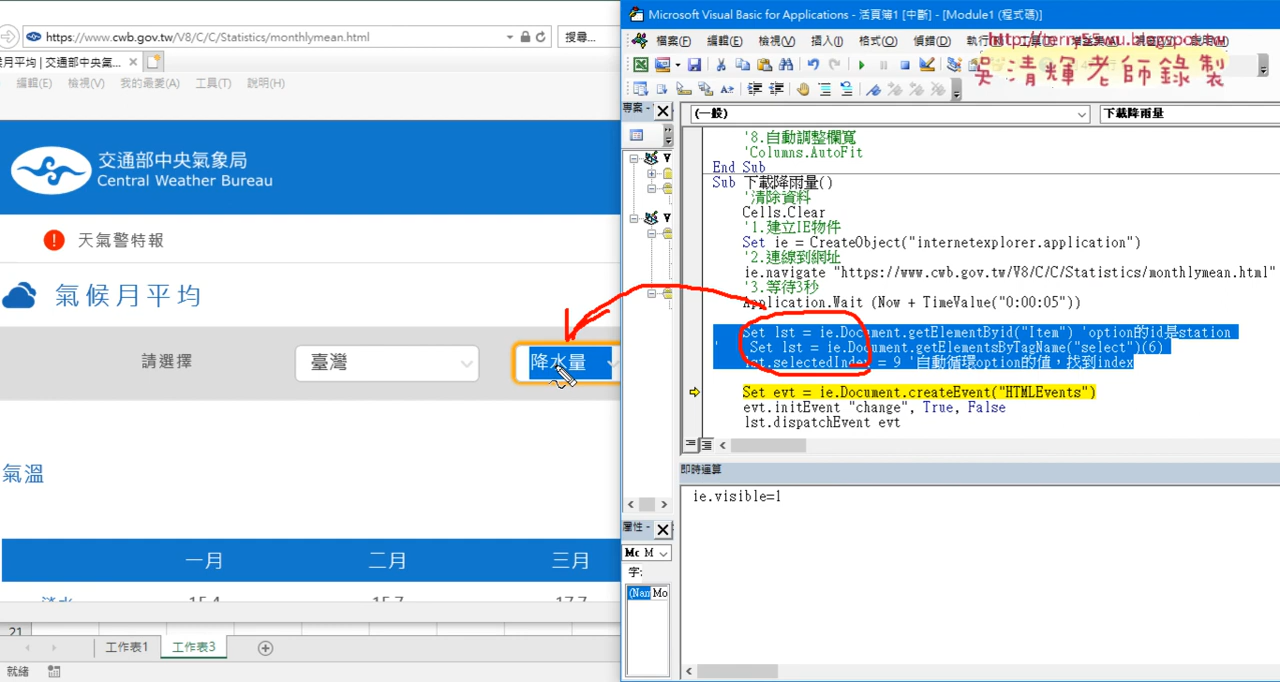 https://www.cwb.gov.tw/V8/C/C/Statistics/monthlymean.html
搜尋...
月平均 | 交通部中央氣...
編輯(E) 檢視(V) 我的最愛(A) 工具(T) 說明(H)
交通部中央氣象局
Central Weather Bureau
天氣警特報
氣候月平均
請選擇
臺灣
降水量
氣溫
一月 二月 三月
淡水 15.4 15.7 17.7
21
工作表1 工作表3
就緒
Microsoft Visual Basic for Applications - 活頁簿1 [中斷] - [Module1 (程式碼)]
檔案(F) 編輯(E) 檢視(V) 插入(I) 格式(O) 偵錯(D)
吳清輝老師錄製
專案 -
(一般)
下載降雨量
'8.自動調整欄寬
'Columns.AutoFit
End Sub
Sub 下載降雨量()
'清除資料
Cells.Clear
'1.建立IE物件
Set ie = CreateObject("internetexplorer.application")
'2.連線到網址
ie.navigate "https://www.cwb.gov.tw/V8/C/C/Statistics/monthlymean.html"
'3.等待3秒
Application.Wait (Now + TimeValue("0:00:05"))
Set lst = ie.Document.getElementByid("Item") 'option的id是station
' Set lst = ie.Document.getElementsByTagName("select")(6)
lst.selectedIndex = 9 '自動循環option的值，找到index
Set evt = ie.Document.createEvent("HTMLEvents")
evt.initEvent "change", True, False
lst.dispatchEvent evt
即時運算
ie.visible=1
屬性 -
Mc M
字:
(Nam Mo